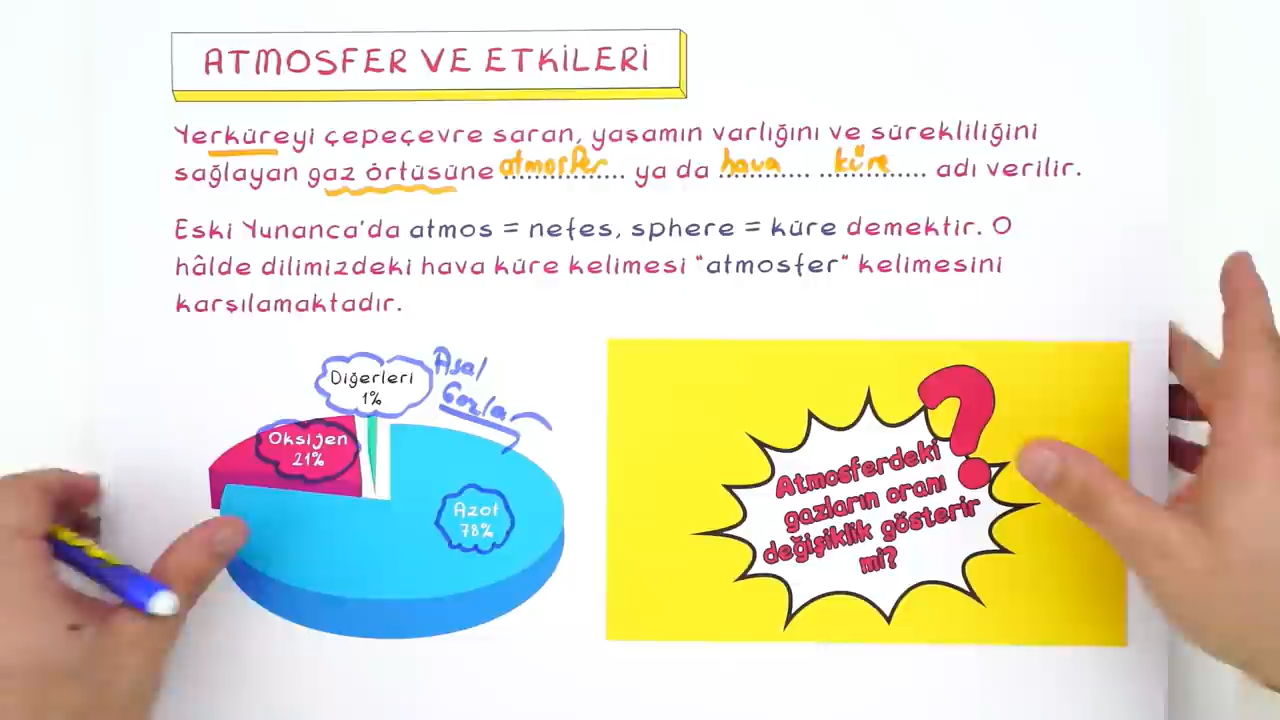 ATMOSFER VE ETKİLERİ
Yerküreyi çepeçevre saran, yaşamın varlığını ve sürekliliğini
sağlayan gaz örtüsüne atmosfer ya da hava küre adı verilir.
Eski Yunanca'da atmos = nefes, sphere = küre demektir. O
hâlde dilimizdeki hava küre kelimesi "atmosfer" kelimesini
karşılamaktadır.
Diğerleri
1%
Asal
Gazlar
Oksijen
21%
Azot
78%
Atmosferdeki
gazların oranı
değişiklik gösterir
mi?
?